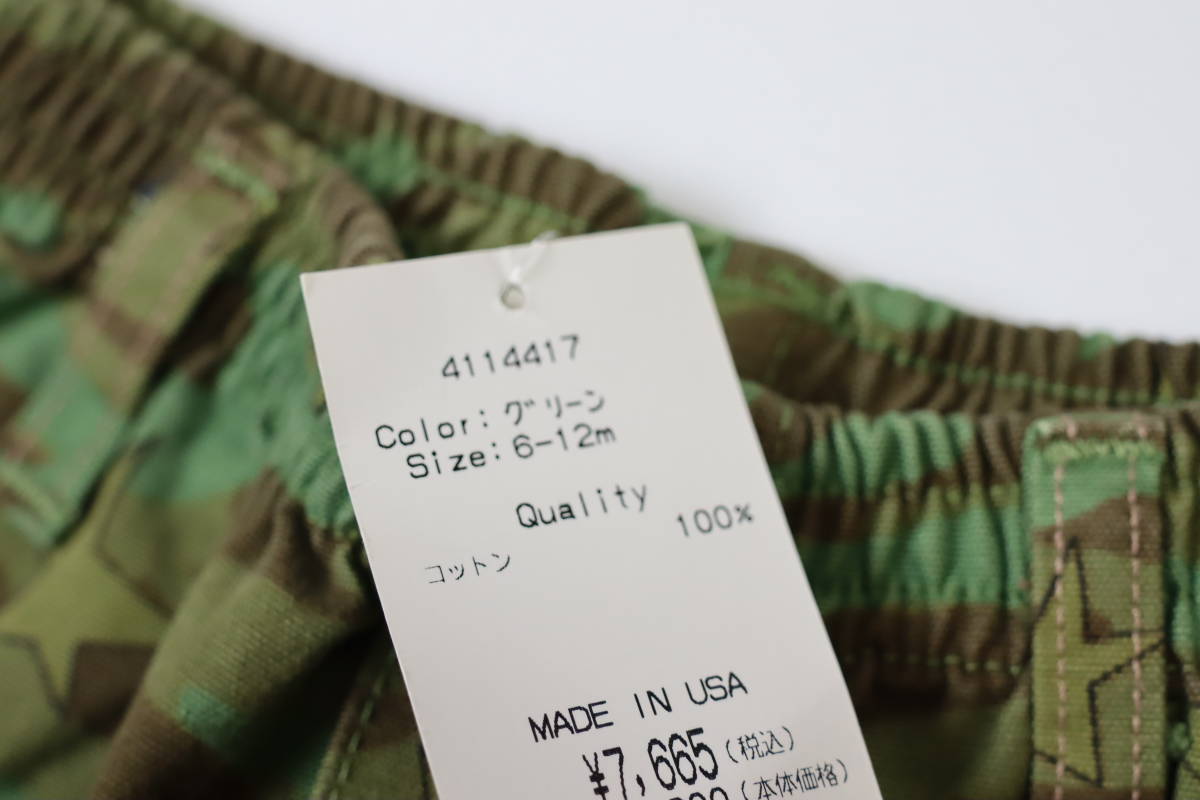 4114417
Color: グリーン
Size: 6-12m
Quality
100%
コットン
MADE IN USA
¥7,665 (税込)
(本体価格)